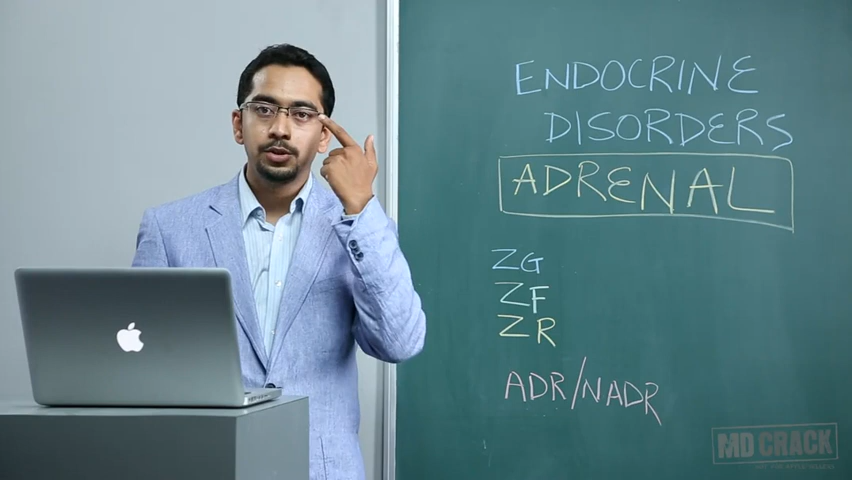 ENDOCRINE
DISORDERS
ADRENAL
ZG
ZF
ZR
ADR/NADR
MD CRACK